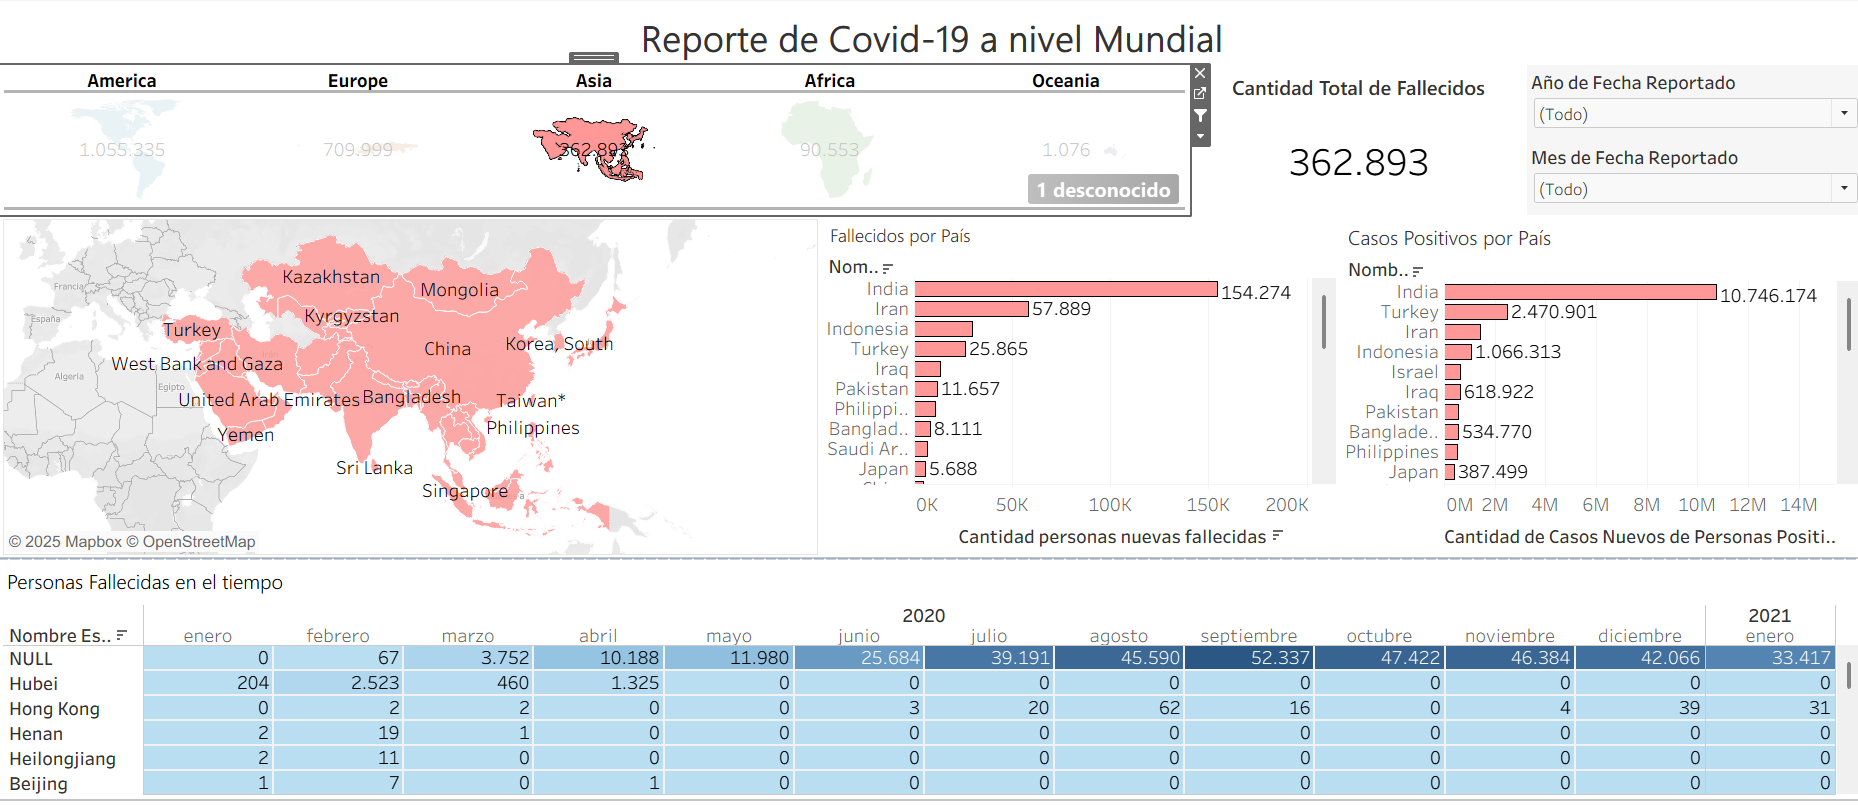 Reporte de Covid-19 a nivel Mundial
America Europe Asia Africa Oceania
1.055.335 709.999 362.893 90.553 1.076
1 desconocido
Cantidad Total de Fallecidos
362.893
Año de Fecha Reportado
(Todo)
Mes de Fecha Reportado
(Todo)
Francia
España
Algeria
Egipto
Kazakhstan
Mongolia
Kyrgyzstan
Turkey
China
Korea, South
West Bank and Gaza
United Arab Emirates
Bangladesh
Taiwan*
Yemen
Philippines
Sri Lanka
Singapore
© 2025 Mapbox © OpenStreetMap
Fallecidos por País
Nom..
India 154.274
Iran 57.889
Indonesia
Turkey 25.865
Iraq
Pakistan 11.657
Philippi..
Banglad.. 8.111
Saudi Ar..
Japan 5.688
0K 50K 100K 150K 200K
Cantidad personas nuevas fallecidas
Casos Positivos por País
Nomb..
India 10.746.174
Turkey 2.470.901
Iran
Indonesia 1.066.313
Israel
Iraq 618.922
Pakistan
Banglade.. 534.770
Philippines
Japan 387.499
0M 2M 4M 6M 8M 10M 12M 14M
Cantidad de Casos Nuevos de Personas Positi..
Personas Fallecidas en el tiempo
2020 2021
Nombre Es.. enero febrero marzo abril mayo junio julio agosto septiembre octubre noviembre diciembre enero
NULL 0 67 3.752 10.188 11.980 25.684 39.191 45.590 52.337 47.422 46.384 42.066 33.417
Hubei 204 2.523 460 1.325 0 0 0 0 0 0 0 0 0
Hong Kong 0 2 2 0 0 3 20 62 16 0 4 39 31
Henan 2 19 1 0 0 0 0 0 0 0 0 0 0
Heilongjiang 2 11 0 0 0 0 0 0 0 0 0 0 0
Beijing 1 7 0 1 0 0 0 0 0 0 0 0 0